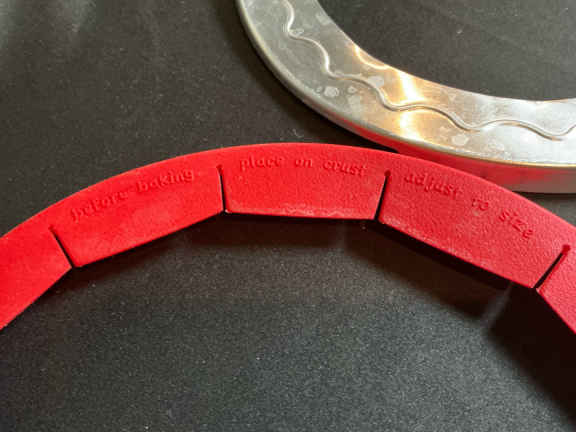 before baking
place on crust
adjust to size